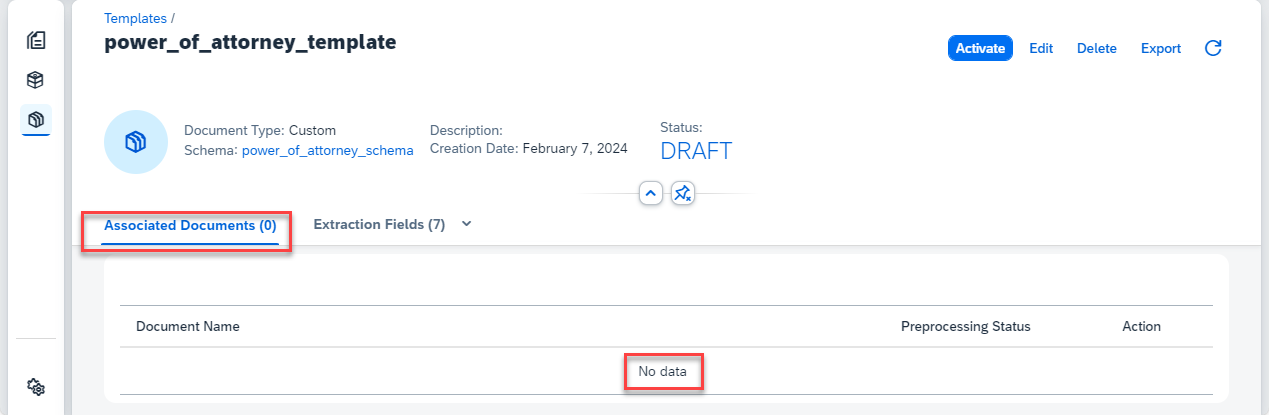 Templates /
power_of_attorney_template
Activate Edit Delete Export
Document Type: Custom
Schema: power_of_attorney_schema
Description:
Creation Date: February 7, 2024
Status:
DRAFT
Associated Documents (0) Extraction Fields (7)
Document Name Preprocessing Status Action
No data